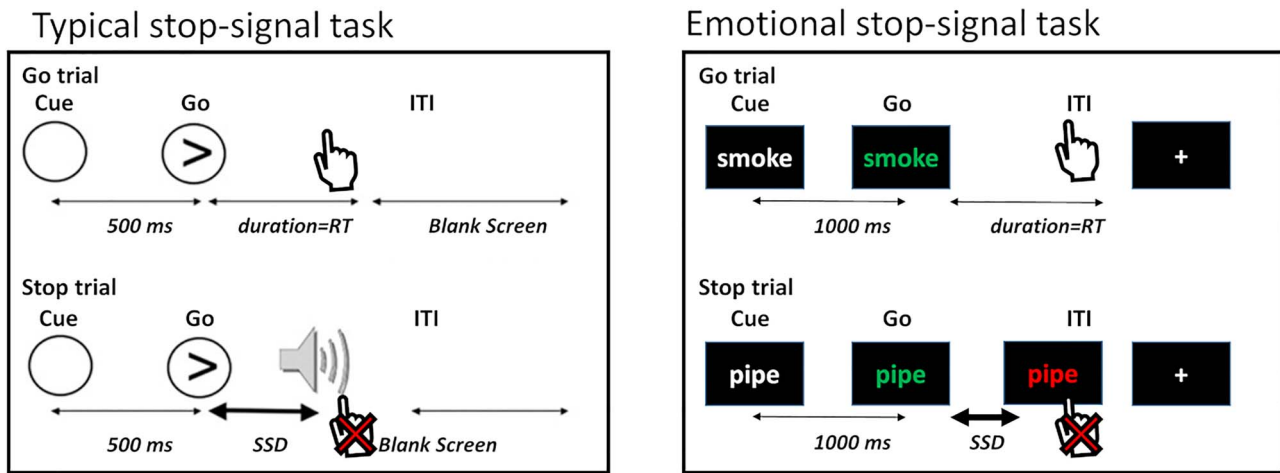 Typical stop-signal task
Go trial
Cue Go ITI
>
500 ms duration=RT Blank Screen
Stop trial
Cue Go ITI
>
500 ms SSD Blank Screen
Emotional stop-signal task
Go trial
Cue Go ITI
smoke smoke +
1000 ms duration=RT
Stop trial
Cue Go ITI
pipe pipe pipe +
1000 ms SSD